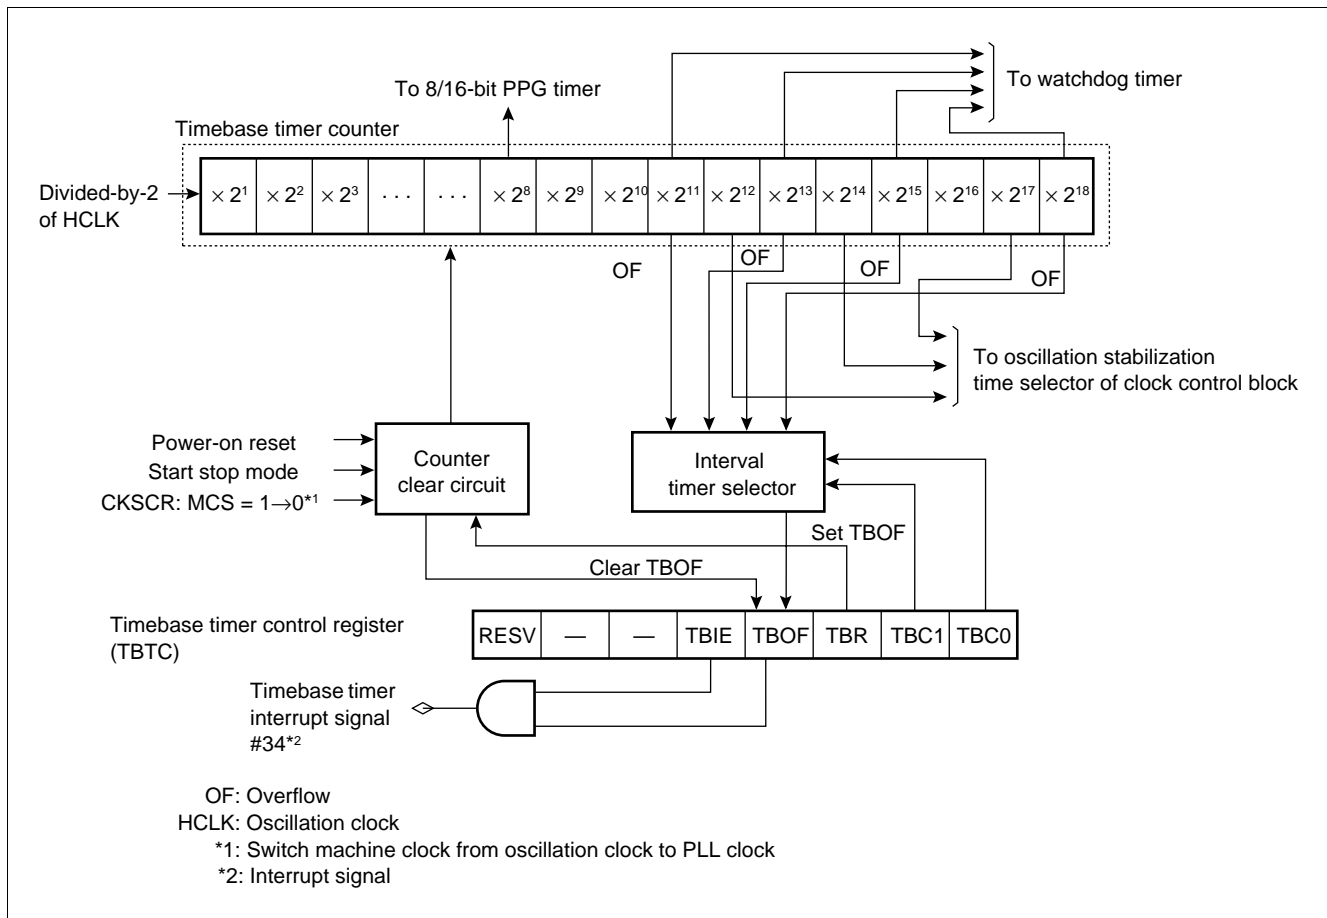 To watchdog timer
To 8/16-bit PPG timer
Timebase timer counter
Divided-by-2
of HCLK
× 2¹ × 2² × 2³ · · · · · · × 2⁸ × 2⁹ × 2¹⁰ × 2¹¹ × 2¹² × 2¹³ × 2¹⁴ × 2¹⁵ × 2¹⁶ × 2¹⁷ × 2¹⁸
OF OF OF OF
To oscillation stabilization
time selector of clock control block
Power-on reset
Start stop mode
CKSCR: MCS = 1→0*1
Counter
clear circuit
Interval
timer selector
Set TBOF
Clear TBOF
Timebase timer control register
(TBTC)
RESV — — TBIE TBOF TBR TBC1 TBC0
Timebase timer
interrupt signal
#34*2
OF: Overflow
HCLK: Oscillation clock
*1: Switch machine clock from oscillation clock to PLL clock
*2: Interrupt signal